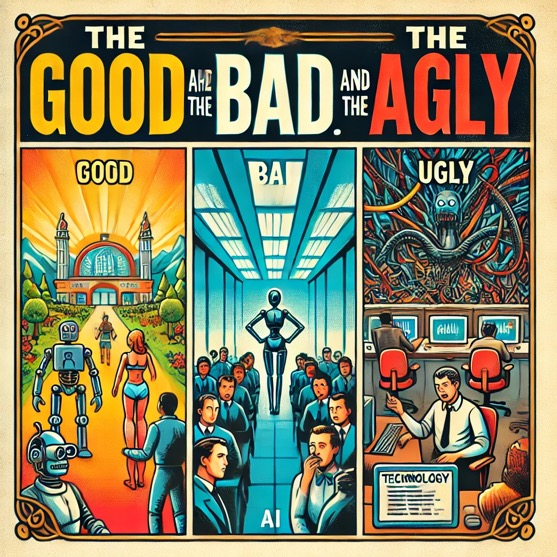 THE THE
GOOD AND THE BAD. AND THE AGLY
GOOD
BAI
UGLY
AI
TECHNOLOGY